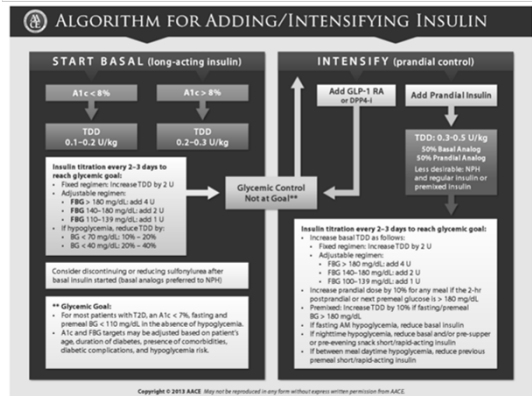 AACE
ALGORITHM FOR ADDING/INTENSIFYING INSULIN
START BASAL (long-acting insulin)
A1c < 8%
A1c > 8%
TDD
0.1–0.2 U/kg
TDD
0.2–0.3 U/kg
Insulin titration every 2–3 days to
reach glycemic goal:
• Fixed regimen: Increase TDD by 2 U
• Adjustable regimen:
• FBG > 180 mg/dL: add 4 U
• FBG 140–180 mg/dL: add 2 U
• FBG 110–139 mg/dL: add 1 U
• If hypoglycemia, reduce TDD by:
• BG < 70 mg/dL: 10% – 20%
• BG < 40 mg/dL: 20% – 40%
Consider discontinuing or reducing sulfonylurea after
basal insulin started (basal analogs preferred to NPH)
** Glycemic Goal:
• For most patients with T2D, an A1c < 7%, fasting and
premeal BG < 110 mg/dL in the absence of hypoglycemia.
• A1c and FBG targets may be adjusted based on patient's
age, duration of diabetes, presence of comorbidities,
diabetic complications, and hypoglycemia risk.
Glycemic Control
Not at Goal**
INTENSIFY (prandial control)
Add GLP-1 RA
or DPP4-I
Add Prandial Insulin
TDD: 0.3-0.5 U/kg
50% Basal Analog
50% Prandial Analog
Less desirable: NPH
and regular insulin or
premixed insulin
Insulin titration every 2–3 days to reach glycemic goal:
• Increase basal TDD as follows:
• Fixed regimen: Increase TDD by 2 U
• Adjustable regimen:
• FBG > 180 mg/dL: add 4 U
• FBG 140–180 mg/dL: add 2 U
• FBG 100–139 mg/dL: add 1 U
• Increase prandial dose by 10% for any meal if the 2-hr
postprandial or next premeal glucose is > 180 mg/dL
• Premixed: Increase TDD by 10% if fasting/premeal
BG > 180 mg/dL
• If fasting AM hypoglycemia, reduce basal insulin
• If nighttime hypoglycemia, reduce basal and/or pre-supper
or pre-evening snack short/rapid-acting insulin
• If between meal daytime hypoglycemia, reduce previous
premeal short/rapid-acting insulin
Copyright © 2013 AACE May not be reproduced in any form without express written permission from AACE.